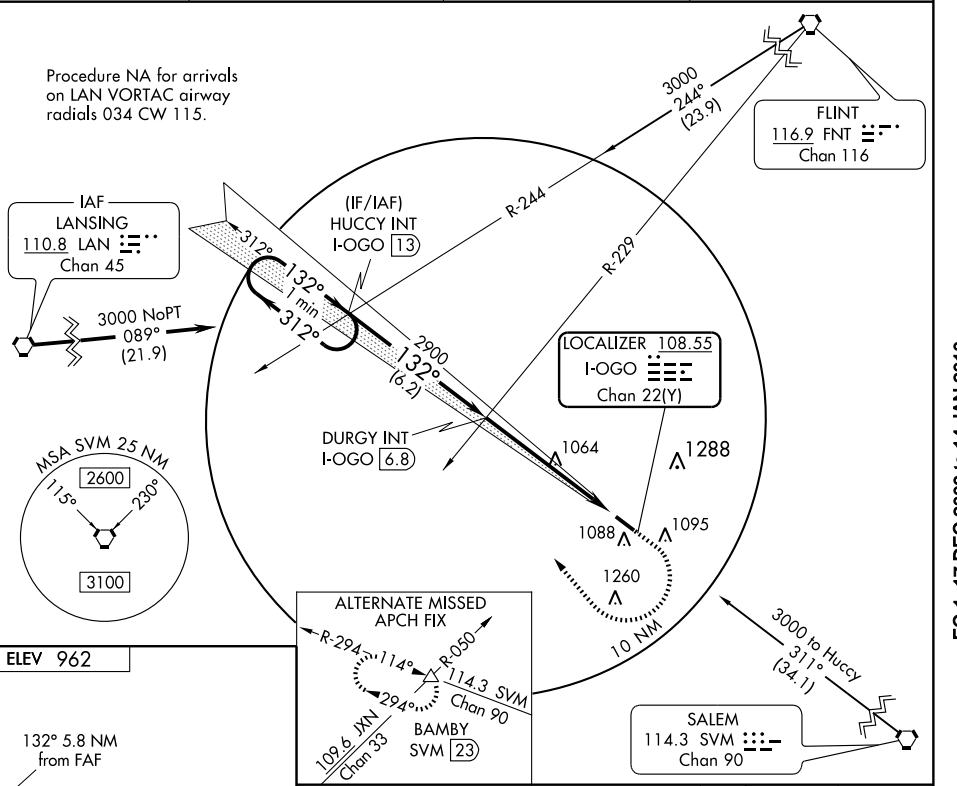 Procedure NA for arrivals
on LAN VORTAC airway
radials 034 CW 115.
3000
244°
(23.9)
FLINT
116.9 FNT
Chan 116
R-244
R-229
IAF
LANSING
110.8 LAN
Chan 45
3000 NoPT
089°
(21.9)
(IF/IAF)
HUCCY INT
I-OGO 13
312°
132°
1 min
312°
2900
132°
(6.2)
LOCALIZER 108.55
I-OGO
Chan 22(Y)
DURGY INT
I-OGO 6.8
1064
1288
1088
1095
1260
10 NM
MSA SVM 25 NM
2600
115°
230°
3100
ALTERNATE MISSED
APCH FIX
R-294
114°
R-050
294°
114.3 SVM
Chan 90
109.6 JXN
Chan 33
BAMBY
SVM 23
3000 to Huccy
311°
(34.1)
SALEM
114.3 SVM
Chan 90
ELEV 962
132° 5.8 NM
from FAF